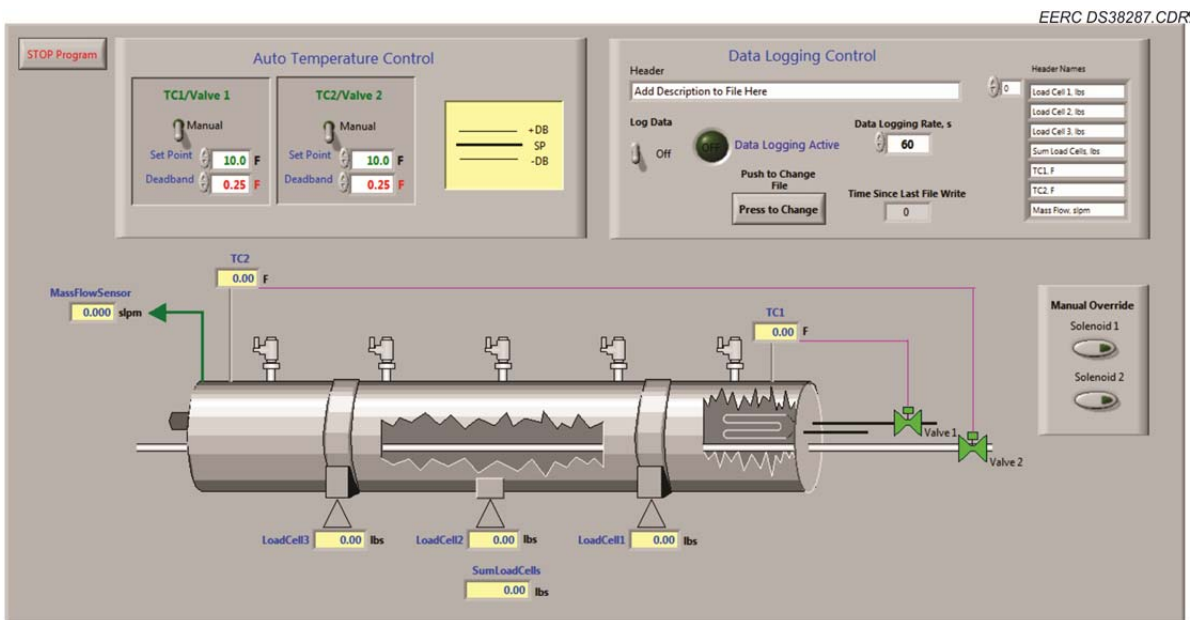 EERC DS38287.CDR
STOP Program
Auto Temperature Control
TC1/Valve 1
Manual
Set Point 10.0 F
Deadband 0.25 F
TC2/Valve 2
Manual
Set Point 10.0 F
Deadband 0.25 F
+DB
SP
-DB
Data Logging Control
Header
Add Description to File Here
Log Data
Off
OFF
Data Logging Active
Data Logging Rate, s
60
Push to Change
File
Press to Change
Time Since Last File Write
0
Header Names
0
Load Cell 1, lbs
Load Cell 2, lbs
Load Cell 3, lbs
Sum Load Cells, lbs
TC1, F
TC2, F
Mass Flow, slpm
TC2
0.00 F
MassFlowSensor
0.000 slpm
TC1
0.00 F
Valve 1
Valve 2
Manual Override
Solenoid 1
Solenoid 2
LoadCell3 0.00 lbs
LoadCell2 0.00 lbs
LoadCell1 0.00 lbs
SumLoadCells
0.00 lbs